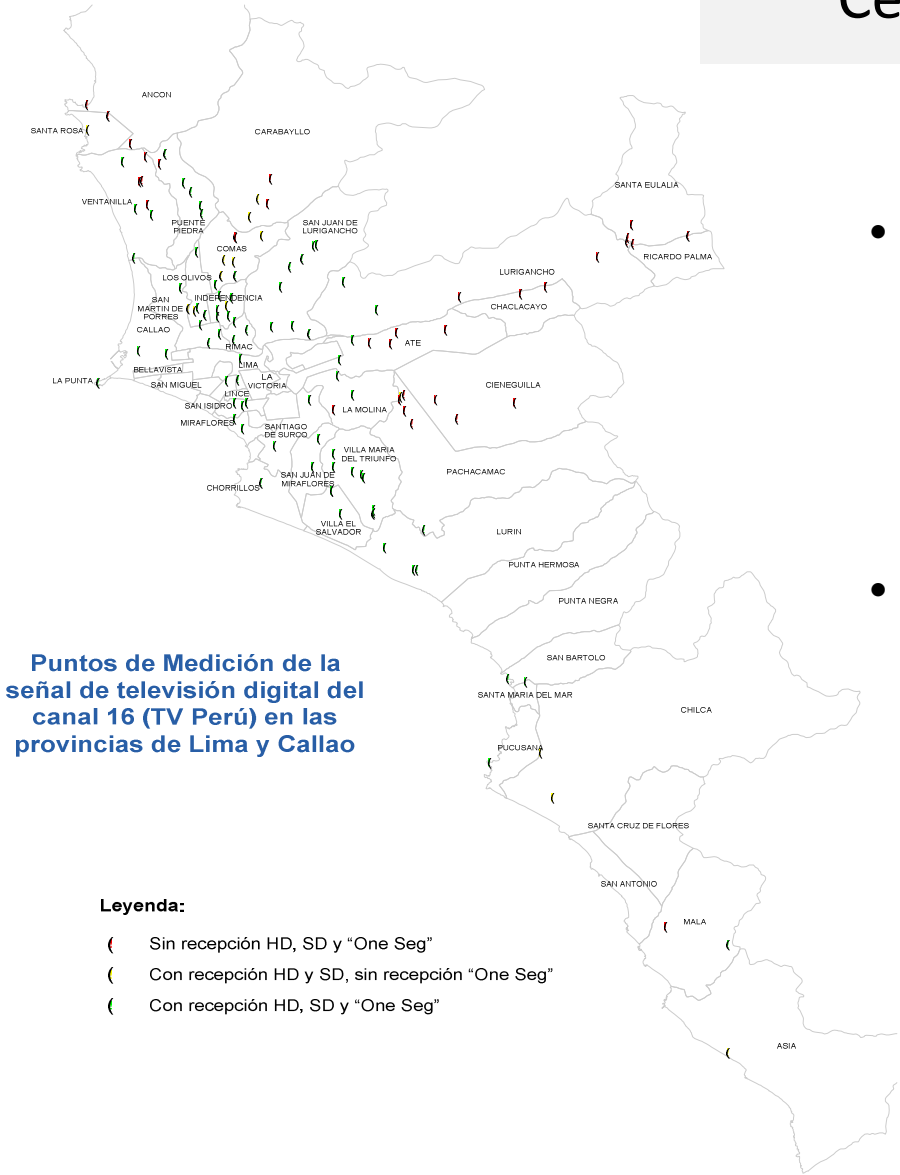 Ce
ANCON
SANTA ROSA
CARABAYLLO
SANTA EULALIA
VENTANILLA
PUENTE
PIEDRA
SAN JUAN DE
LURIGANCHO
COMAS
RICARDO PALMA
LURIGANCHO
LOS OLIVOS
INDEPENDENCIA
SAN
MARTIN DE
PORRES
CHACLACAYO
CALLAO
RIMAC
ATE
LIMA
BELLAVISTA
LA PUNTA
SAN MIGUEL
LA
VICTORIA
CIENEGUILLA
LINCE
SAN ISIDRO
LA MOLINA
MIRAFLORES
SANTIAGO
DE SURCO
VILLA MARIA
DEL TRIUNFO
PACHACAMAC
SAN JUAN DE
MIRAFLORES
CHORRILLOS
VILLA EL
SALVADOR
LURIN
PUNTA HERMOSA
PUNTA NEGRA
SAN BARTOLO
SANTA MARIA DEL MAR
CHILCA
PUCUSANA
Puntos de Medición de la
señal de televisión digital del
canal 16 (TV Perú) en las
provincias de Lima y Callao
SANTA CRUZ DE FLORES
SAN ANTONIO
MALA
ASIA
Leyenda:
Sin recepción HD, SD y “One Seg”
Con recepción HD y SD, sin recepción “One Seg”
Con recepción HD, SD y “One Seg”